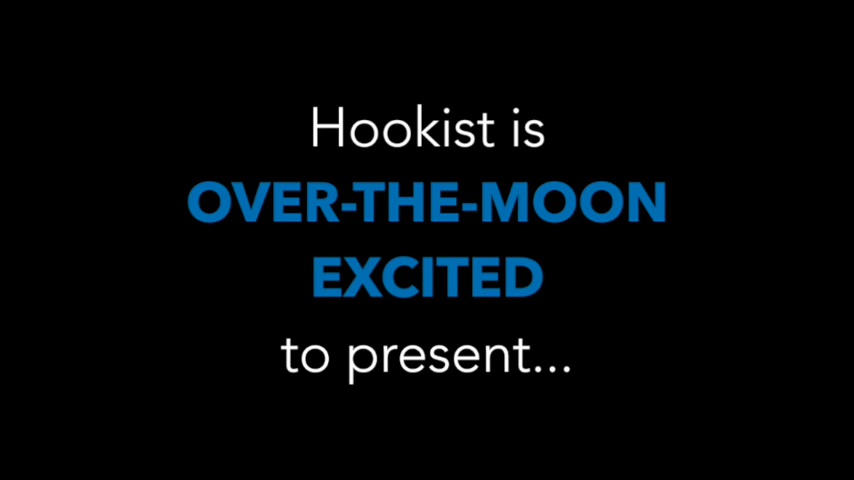 Hookist is
OVER-THE-MOON
EXCITED
to present...